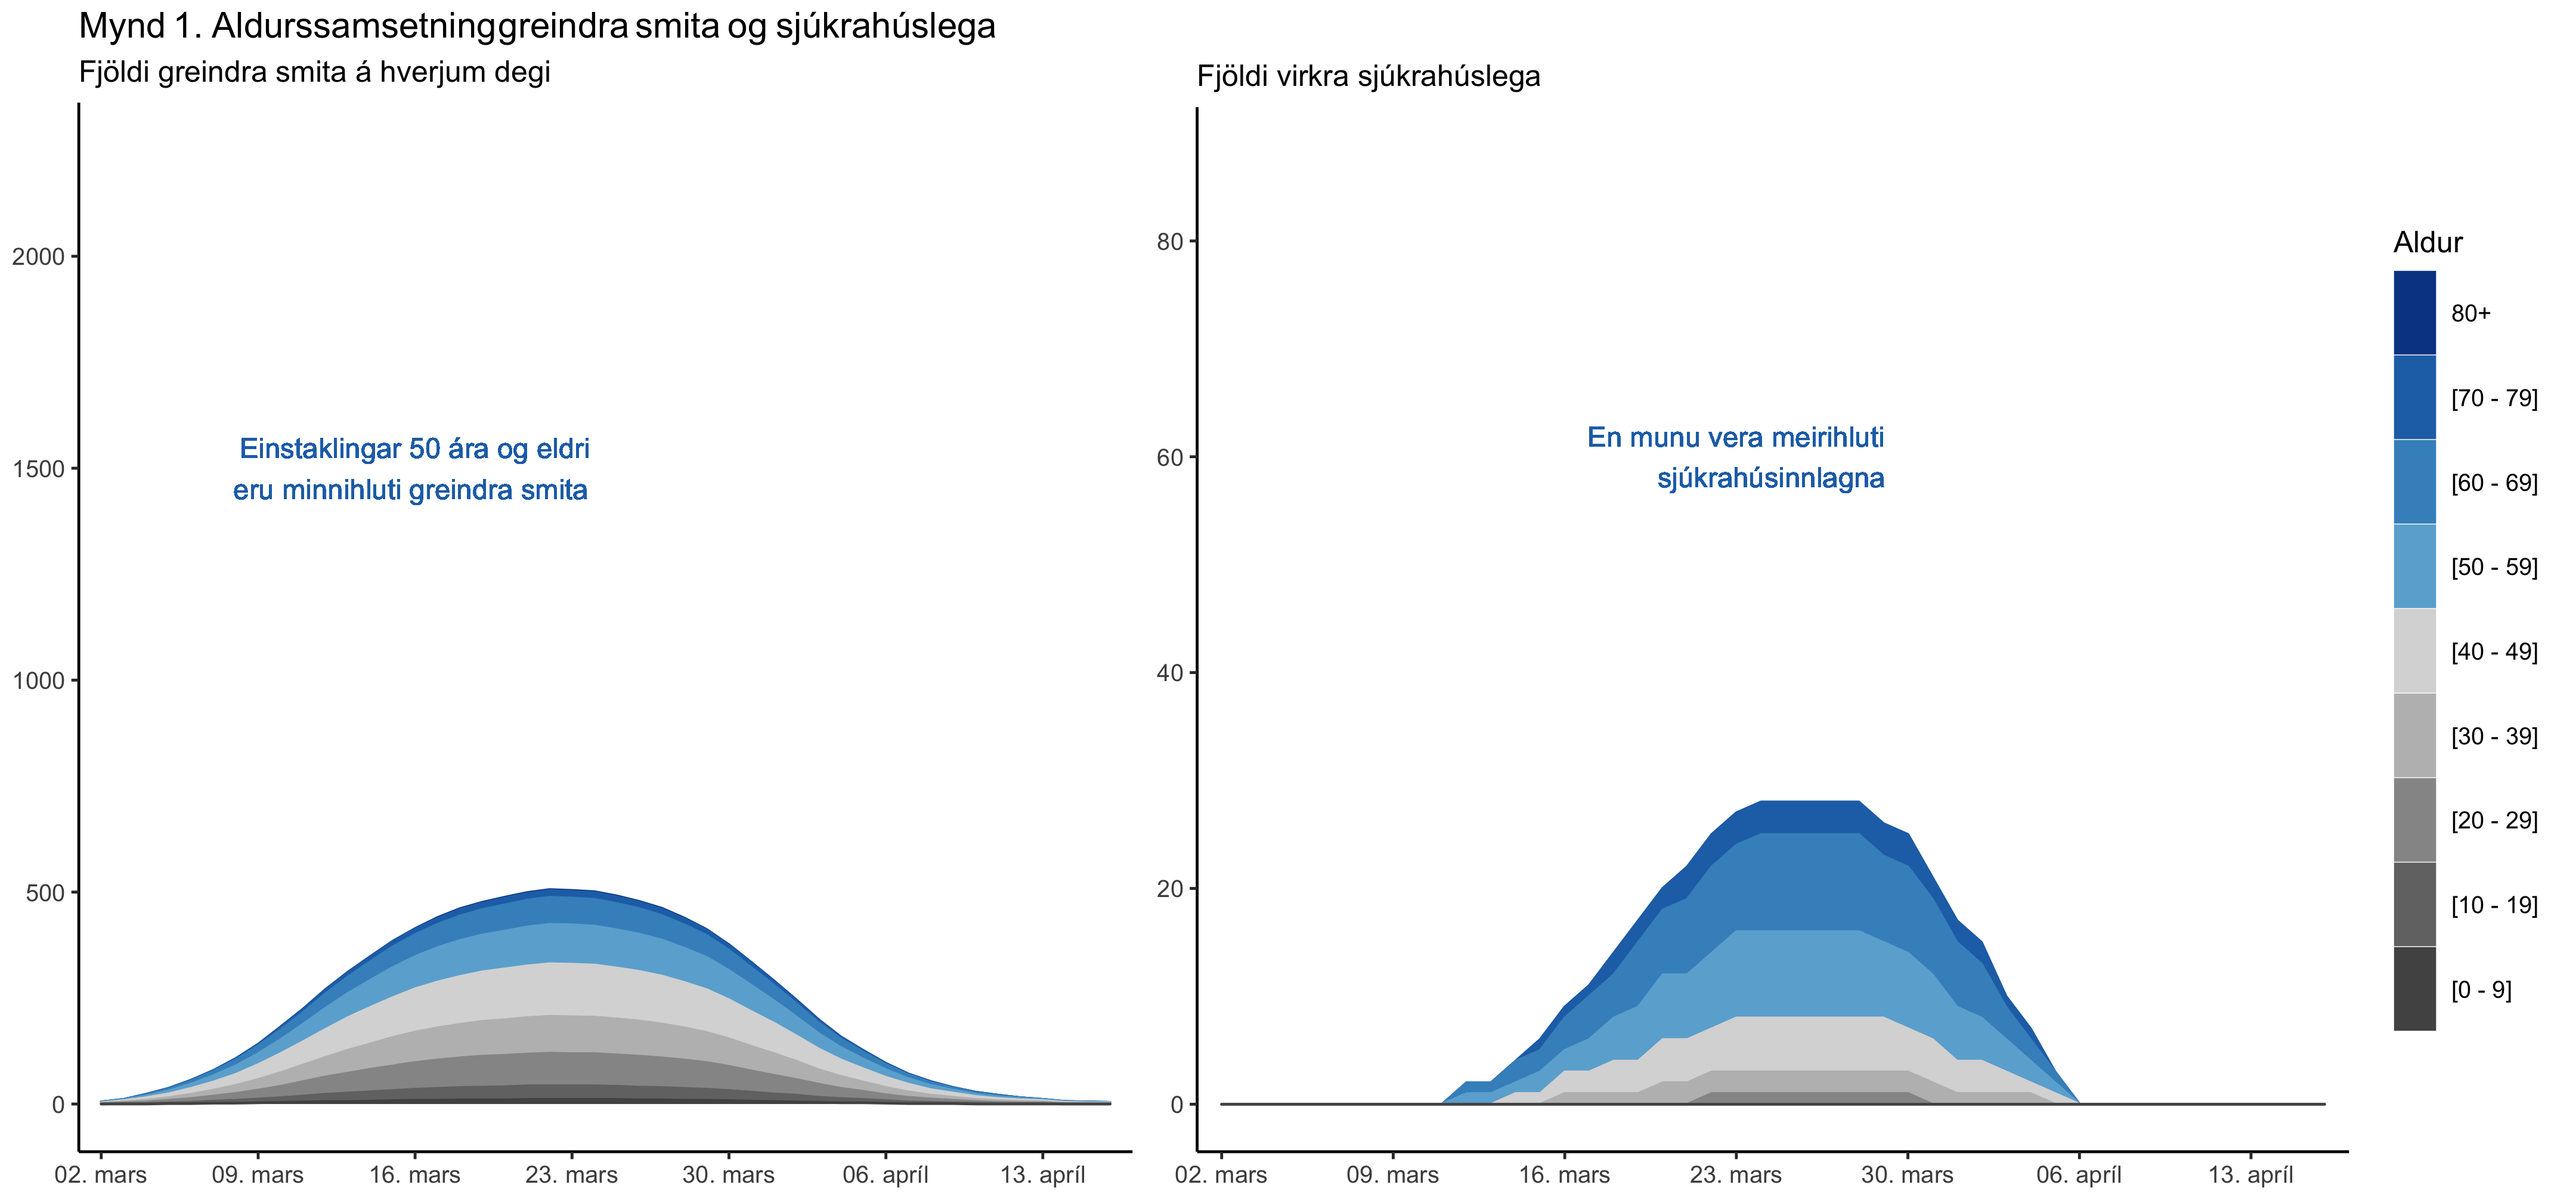 Mynd 1. Aldurssamsetninggreindra smita og sjúkrahúslega
Fjöldi greindra smita á hverjum degi
2000
1500
1000
500
0
Einstaklingar 50 ára og eldri
eru minnihluti greindra smita
02. mars 09. mars 16. mars 23. mars 30. mars 06. apríl 13. apríl
Fjöldi virkra sjúkrahúslega
80
60
40
20
0
En munu vera meirihluti
sjúkrahúsinnlagna
02. mars 09. mars 16. mars 23. mars 30. mars 06. apríl 13. apríl
Aldur
80+
[70 - 79]
[60 - 69]
[50 - 59]
[40 - 49]
[30 - 39]
[20 - 29]
[10 - 19]
[0 - 9]